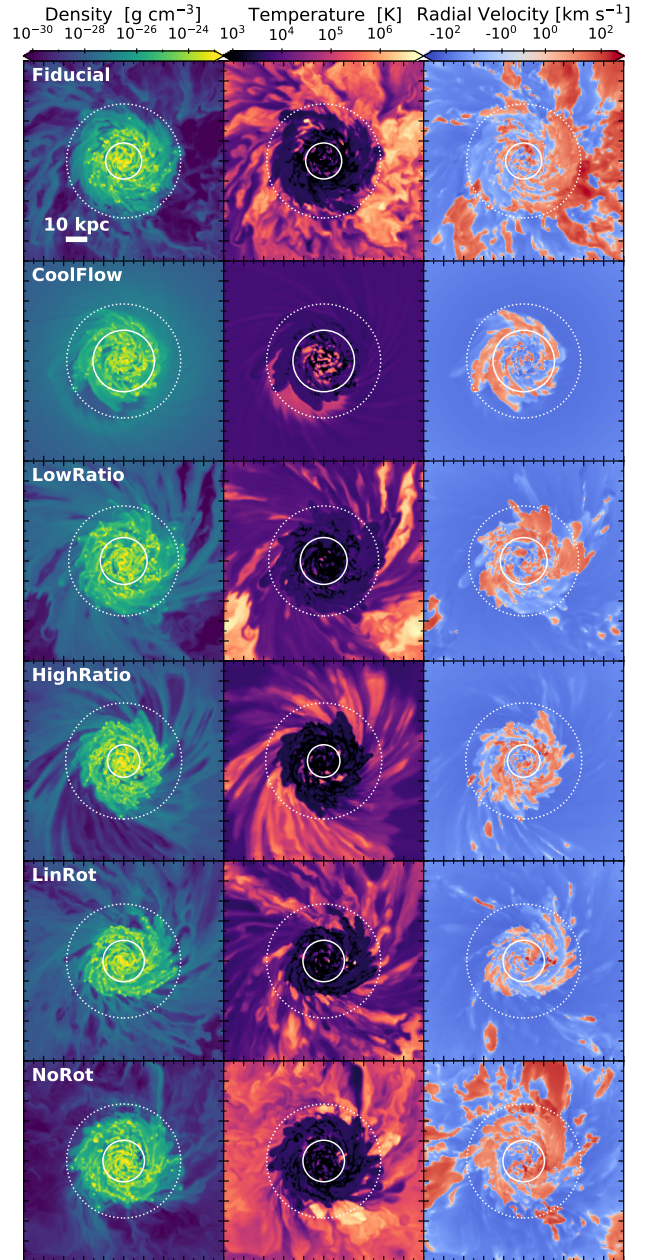 Density [g cm⁻³] Temperature [K] Radial Velocity [km s⁻¹]
10⁻³⁰ 10⁻²⁸ 10⁻²⁶ 10⁻²⁴ 10³ 10⁴ 10⁵ 10⁶ -10² -10⁰ 10⁰ 10²
Fiducial
10 kpc
CoolFlow
LowRatio
HighRatio
LinRot
NoRot